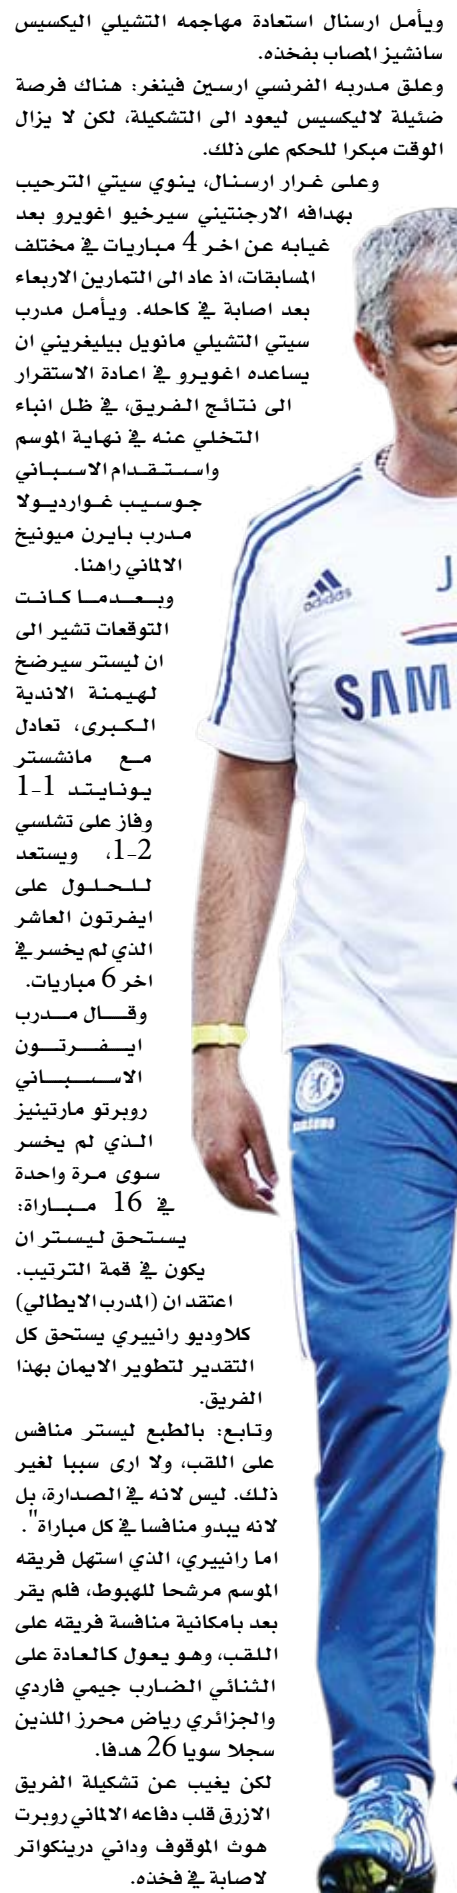 ويأمل ارسنال استعادة مهاجمه التشيلي اليكسيس
سانشيز المصاب بفخذه.
وعلق مدربه الفرنسي ارسين فينغر: هناك فرصة
ضئيلة لاليكسيس ليعود الى التشكيلة، لكن لا يزال
الوقت مبكرا للحكم على ذلك.
وعلى غرار ارسنال، ينوي سيتي الترحيب
بهدافه الارجنتيني سيرخيو اغويرو بعد
غيابه عن اخر 4 مباريات في مختلف
المسابقات، اذ عاد الى التمارين الاربعاء
بعد اصابة في كاحله. ويأمل مدرب
سيتي التشيلي مانويل بيليغريني ان
يساعده اغويرو في اعادة الاستقرار
الى نتائج الفريق، في ظل انباء
التخلي عنه في نهاية الموسم
واستقدام الاسباني
جوسيب غوارديولا
مدرب بايرن ميونيخ
الالماني راهنا.
وبعدما كانت
التوقعات تشير الى
ان ليستر سيرضخ
لهيمنة الاندية
الكبرى، تعادل
مع مانشستر
يونايتد 1-1
وفاز على تشلسي
2-1، ويستعد
للحلول على
ايفرتون العاشر
الذي لم يخسر في
اخر 6 مباريات.
وقال مدرب
ايفرتون
الاسباني
روبرتو مارتينيز
الذي لم يخسر
سوى مرة واحدة
في 16 مباراة:
يستحق ليستر ان
يكون في قمة الترتيب.
اعتقد ان (المدرب الايطالي)
كلاوديو رانييري يستحق كل
التقدير لتطوير الايمان بهذا
الفريق.
وتابع: بالطبع ليستر منافس
على اللقب، ولا ارى سببا لغير
ذلك. ليس لانه في الصدارة، بل
لانه يبدو منافسا في كل مباراة".
اما رانييري، الذي استهل فريقه
الموسم مرشحا للهبوط، فلم يقر
بعد بامكانية منافسة فريقه على
اللقب، وهو يعول كالعادة على
الثنائي الضارب جيمي فاردي
والجزائري رياض محرز اللذين
سجلا سويا 26 هدفا.
لكن يغيب عن تشكيلة الفريق
الازرق قلب دفاعه الالماني روبرت
هوث الموقوف وداني درينكواتر
لاصابة في فخذه.
adidas
J
SAM
SAMSUNG